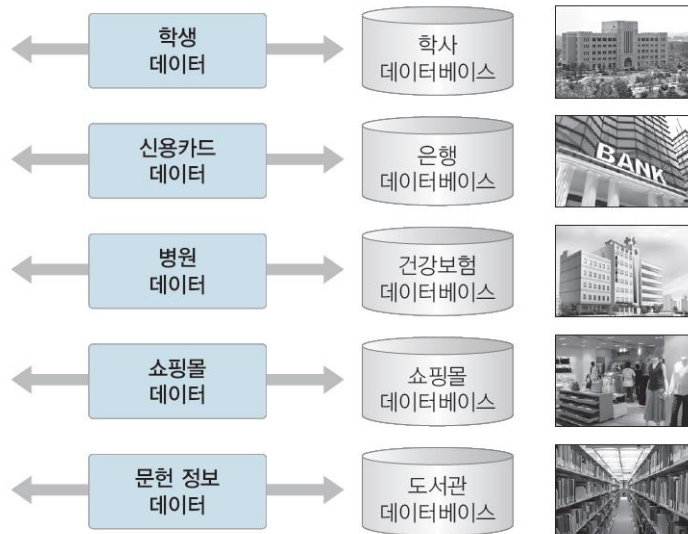 학생
데이터
학사
데이터베이스
신용카드
데이터
은행
데이터베이스
BANK
병원
데이터
건강보험
데이터베이스
쇼핑몰
데이터
쇼핑몰
데이터베이스
문헌 정보
데이터
도서관
데이터베이스